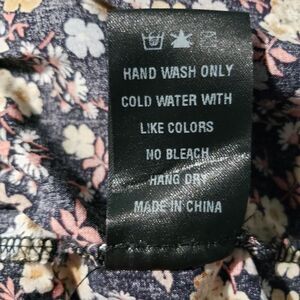 HAND WASH ONLY
COLD WATER WITH
LIKE COLORS
NO BLEACH
HANG DRY
MADE IN CHINA